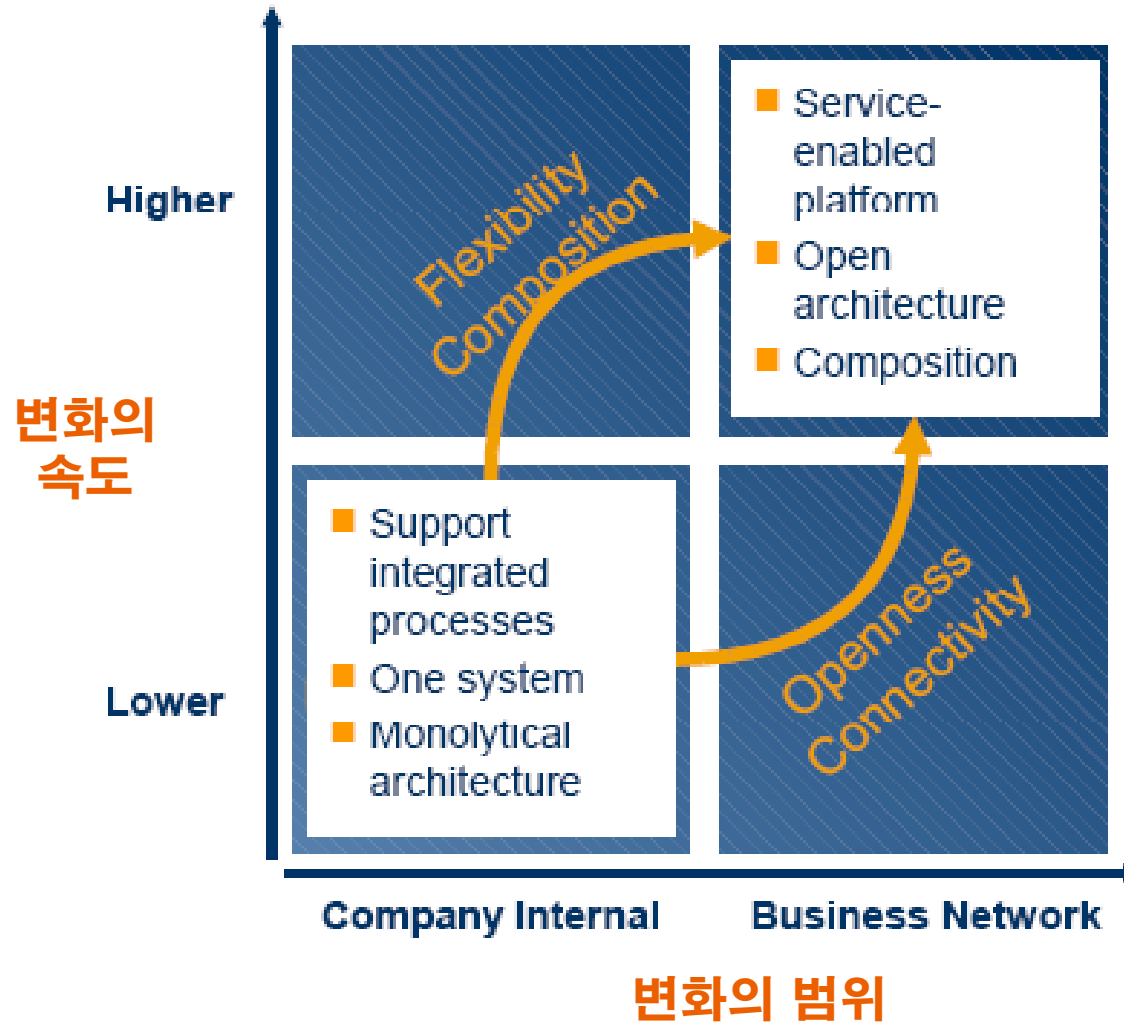 Higher
변화의
속도
Lower
Flexibility
Composition
Service-
enabled
platform
Open
architecture
Composition
Support
integrated
processes
One system
Monolytical
architecture
Openness
Connectivity
Company Internal
Business Network
변화의 범위